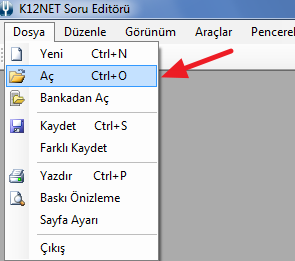 K12NET Soru Editörü
Dosya Düzenle Görünüm Araçlar Pencerel
Yeni Ctrl+N
Aç Ctrl+O
Bankadan Aç
Kaydet Ctrl+S
Farklı Kaydet
Yazdır Ctrl+P
Baskı Önizleme
Sayfa Ayarı
Çıkış